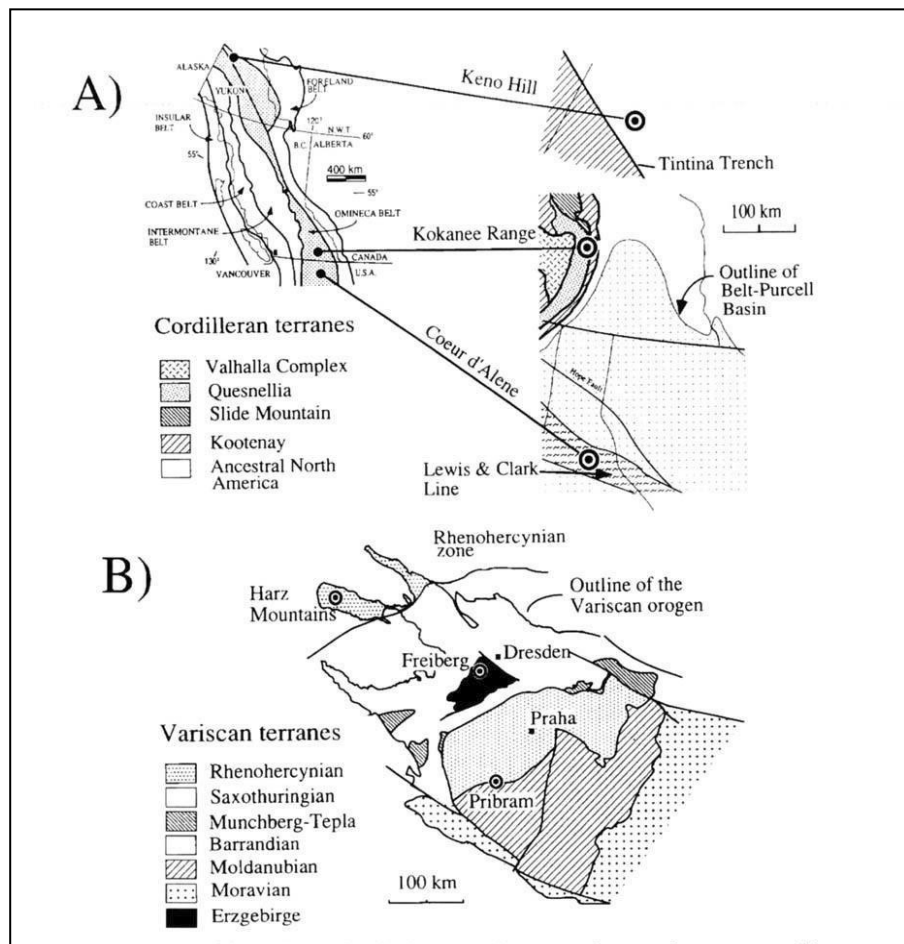 A)
ALASKA
YUKON
INSULAR
BELT
FORELAND
BELT
120°
N.W.T.
60°
B.C.
ALBERTA
55°
400 km
55°
COAST BELT
INTERMONTANE
BELT
OMINECA BELT
130°
VANCOUVER
CANADA
U.S.A.
Keno Hill
Tintina Trench
Kokanee Range
100 km
Outline of
Belt-Purcell
Basin
Coeur d'Alene
Hope Fault
Lewis & Clark
Line
Cordilleran terranes
Valhalla Complex
Quesnellia
Slide Mountain
Kootenay
Ancestral North
America
B)
Rhenohercynian
zone
Harz
Mountains
Outline of the
Variscan orogen
Freiberg
Dresden
Praha
Pribram
Variscan terranes
Rhenohercynian
Saxothuringian
Munchberg-Tepla
Barrandian
Moldanubian
Moravian
Erzgebirge
100 km